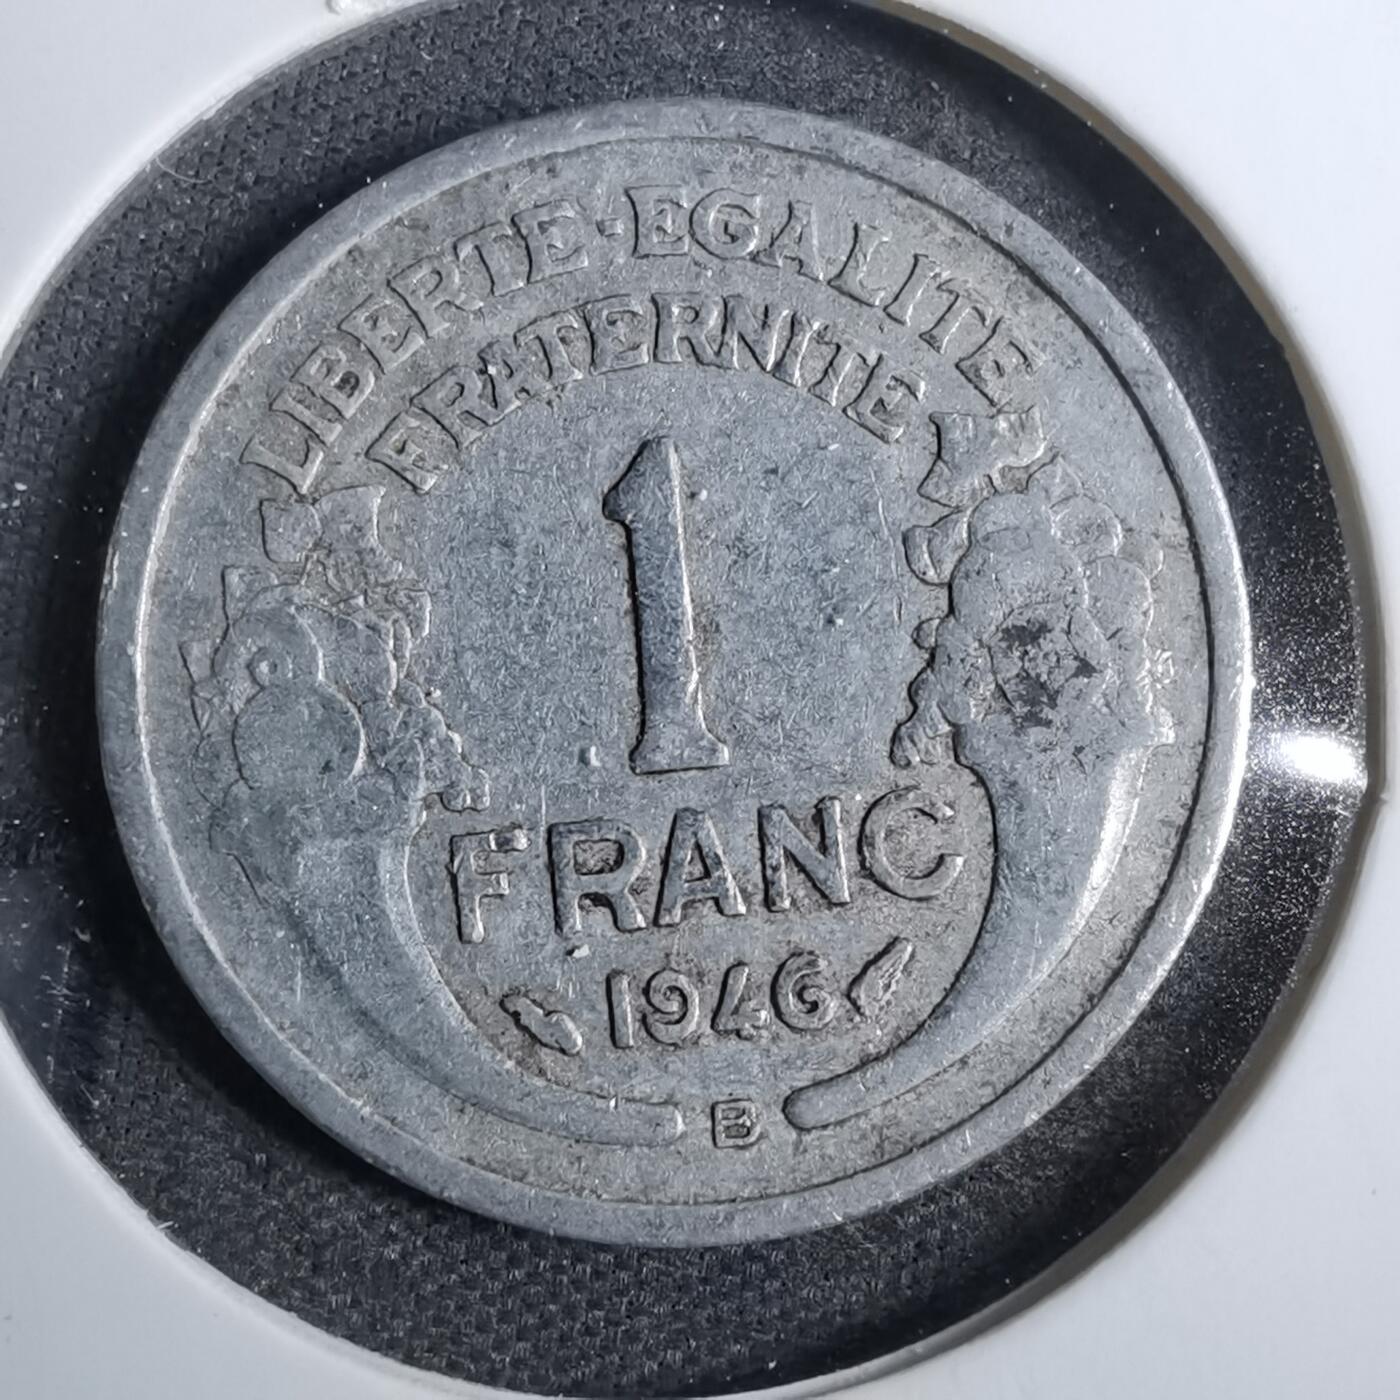 LIBERTE·EGALITE
FRATERNITE
1
FRANC
1946
B